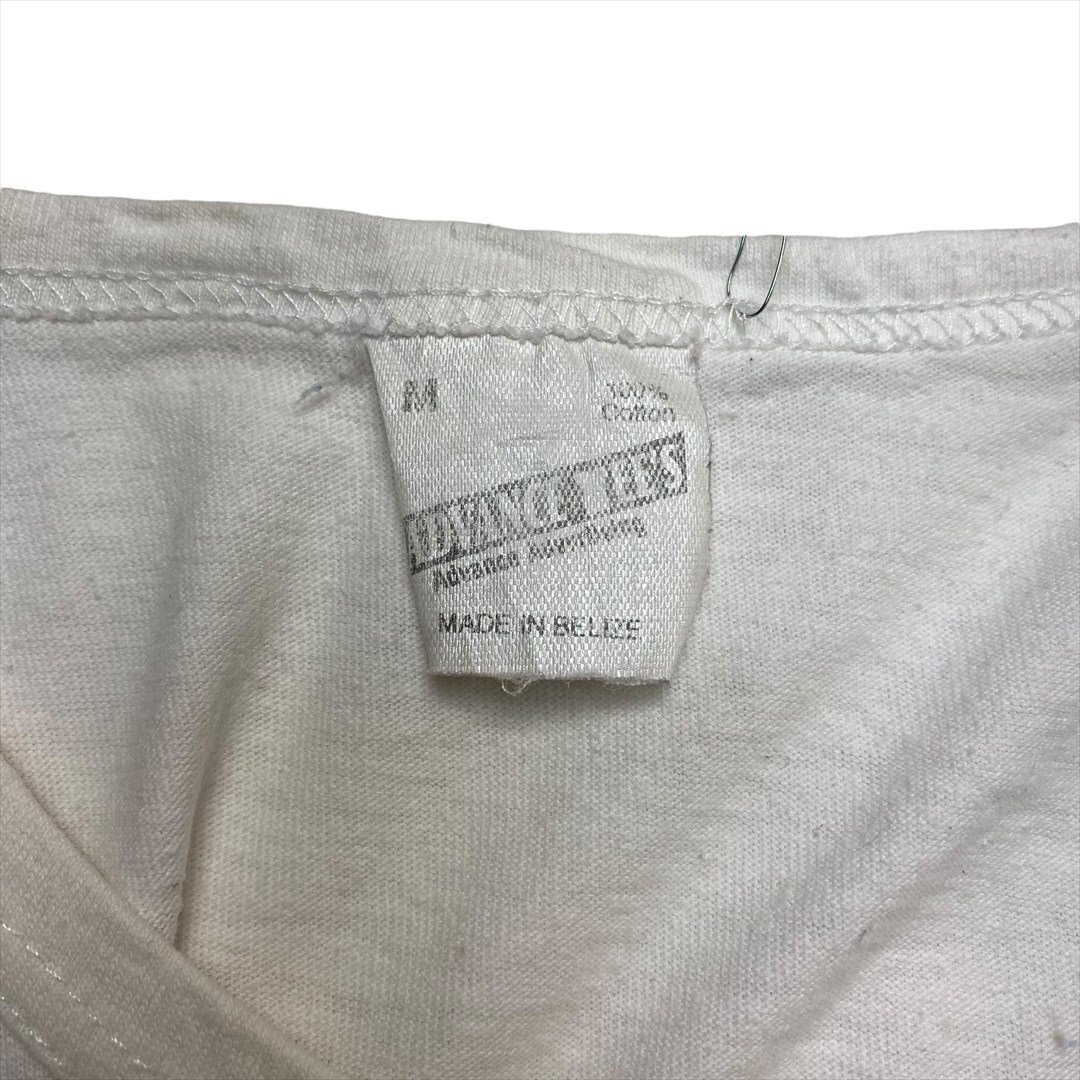 M
100%
Cotton
ADVANCE TEES
Advance Advertising
MADE IN BELIZE